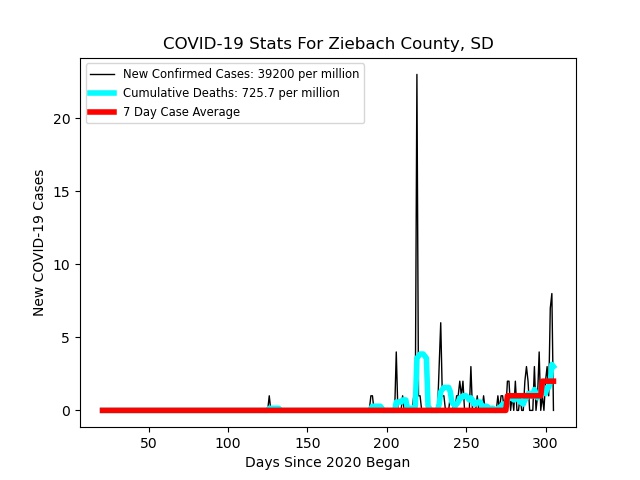 COVID-19 Stats For Ziebach County, SD
New Confirmed Cases: 39200 per million
Cumulative Deaths: 725.7 per million
7 Day Case Average
New COVID-19 Cases
20
15
10
5
0
50 100 150 200 250 300
Days Since 2020 Began